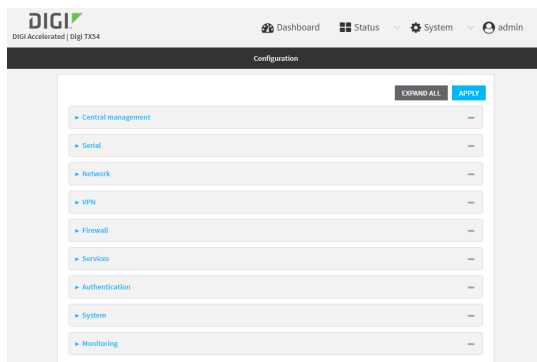 DIGI
DIGI Accelerated | Digi TX54
Dashboard
Status
System
admin
Configuration
EXPAND ALL
APPLY
Central management
Serial
Network
VPN
Firewall
Services
Authentication
System
Monitoring